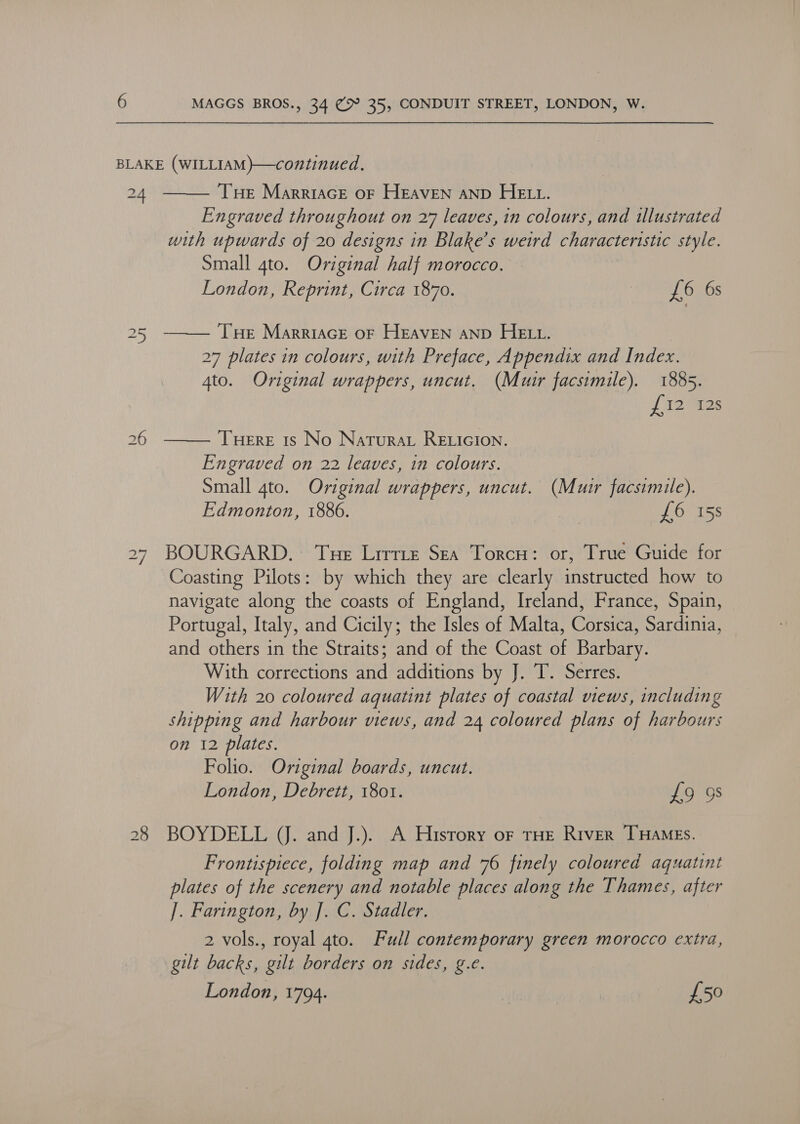 6 MAGGS BROS., 34 & 35, CONDUIT STREET, LONDON, W.
BLAKE (WILLIAM)—continued.
24 —— The Marriage of Heaven and Hell.
Engraved throughout on 27 leaves, in colours, and illustrated
with upwards of 20 designs in Blake's weird characteristic style.
Small 4to. Original half morocco.
London, Reprint, Circa 1870. £6 6s
25 —— The Marriage of Heaven and Hell.
27 plates in colours, with Preface, Appendix and Index.
4to. Original wrappers, uncut. (Muir facsimile). 1885.
£12 12s
26 —— There is No Natural Religion.
Engraved on 22 leaves, in colours.
Small 4to. Original wrappers, uncut. (Muir facsimile).
Edmonton, 1886. £6 15s
27 BOURGARD. The Little Sea Torch: or, True Guide for
Coasting Pilots: by which they are clearly instructed how to
navigate along the coasts of England, Ireland, France, Spain,
Portugal, Italy, and Cicily; the Isles of Malta, Corsica, Sardinia,
and others in the Straits; and of the Coast of Barbary.
With corrections and additions by J. T. Serres.
With 20 coloured aquatint plates of coastal views, including
shipping and harbour views, and 24 coloured plans of harbours
on 12 plates.
Folio. Original boards, uncut.
London, Debrett, 1801. £9 9s
28 BOYDELL (J. and J.). A History of the River Thames.
Frontispiece, folding map and 76 finely coloured aquatint
plates of the scenery and notable places along the Thames, after
J. Farington, by J. C. Stadler.
2 vols., royal 4to. Full contemporary green morocco extra,
gilt backs, gilt borders on sides, g.e.
London, 1794. £50